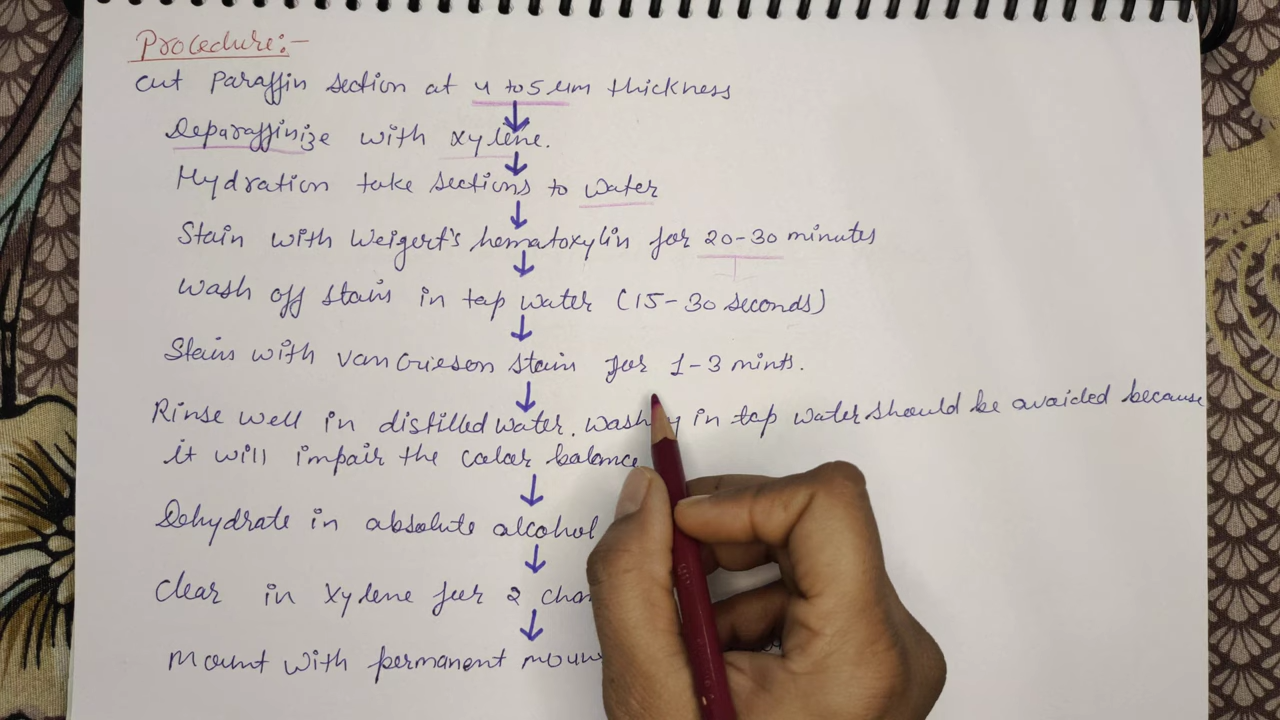 Procedure:-
Cut Paraffin section at 4 to 5 µm thickness
Deparaffinize with xylene.
Hydration take sections to water
Stain with Weigert's hematoxylin for 20-30 minutes
Wash off stain in tap water (15-30 seconds)
Stain with van Grieson stain for 1-3 mints.
Rinse well in distilled water. in tap water should be avoided because
it will impair the color balance
Dehydrate in absolute alcohol
Clear in Xylene for 2
Mount with permanent